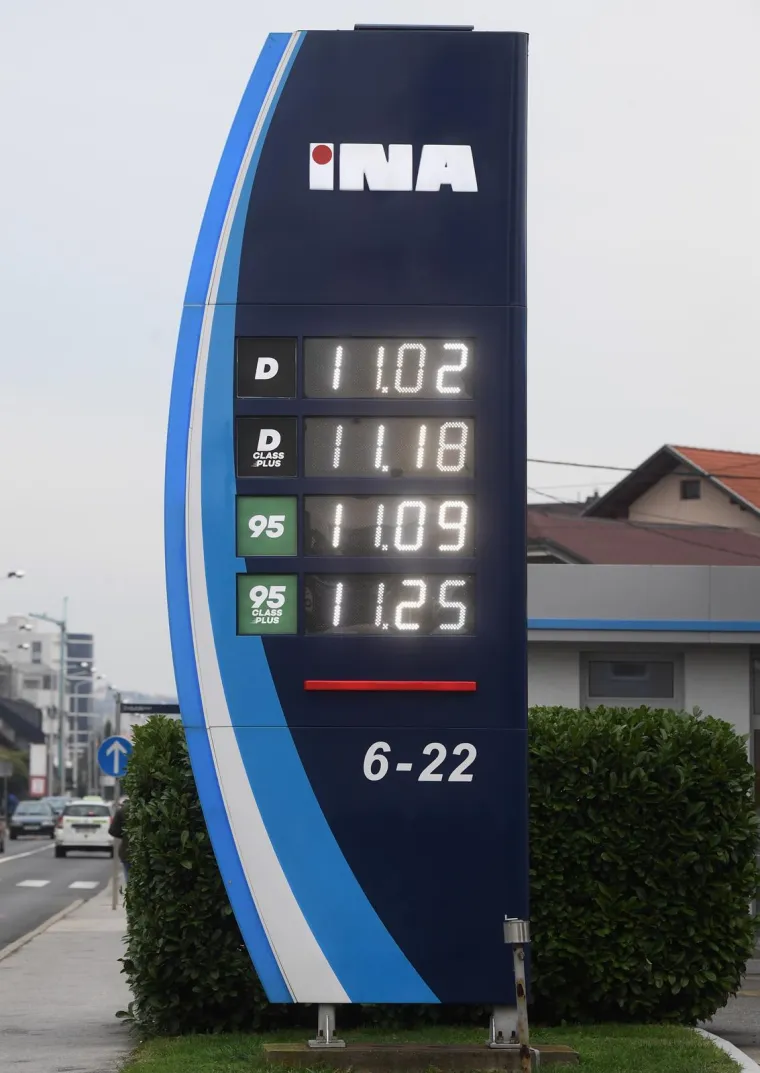 INA
D 11.02
D CLASS PLUS 11.18
95 11.09
95 CLASS PLUS 11.25
6-22